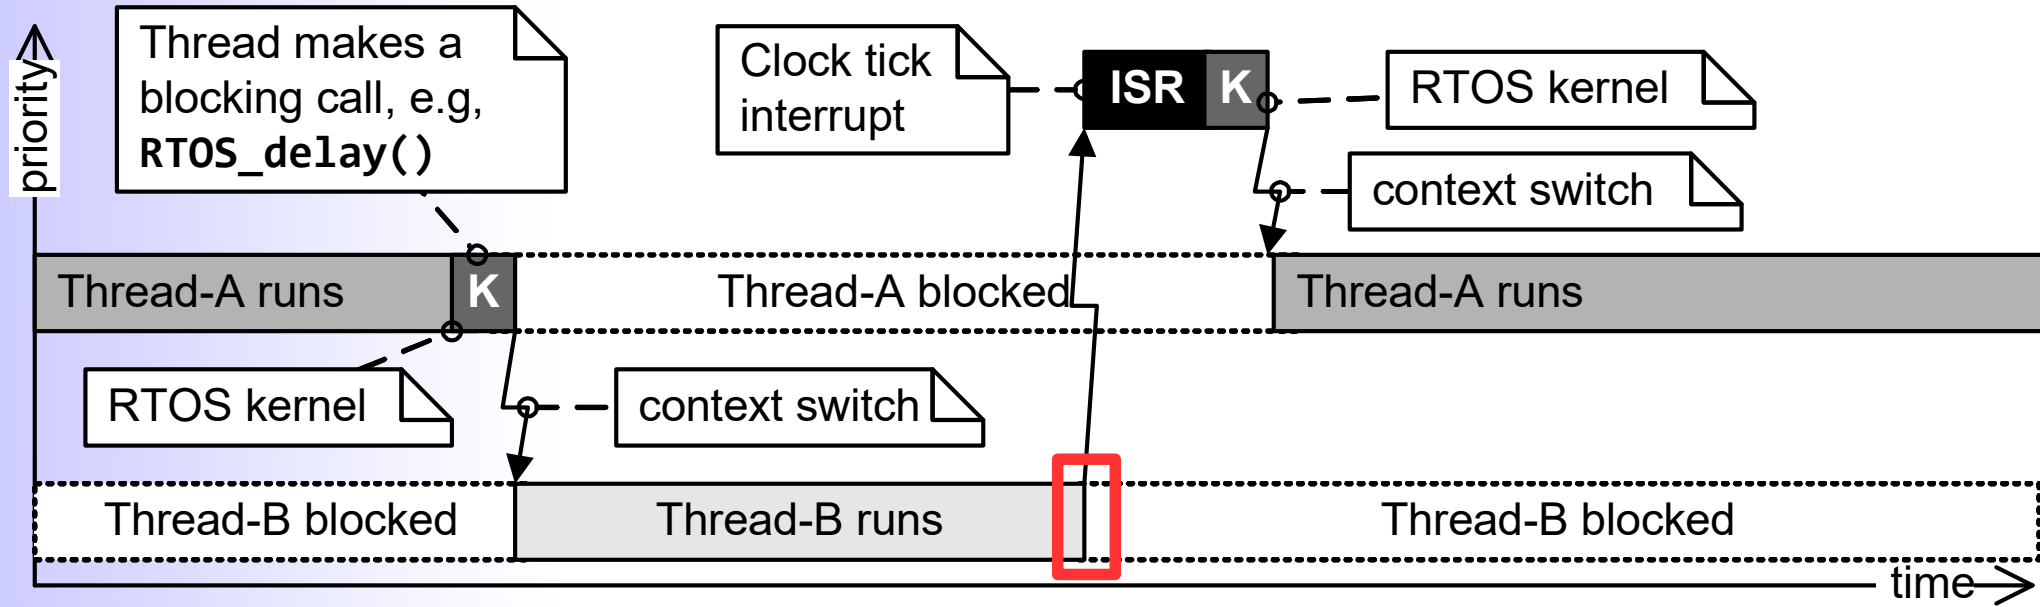 priority
Thread makes a
blocking call, e.g,
RTOS_delay()
Clock tick
interrupt
ISR
K
RTOS kernel
context switch
Thread-A runs
K
Thread-A blocked
Thread-A runs
RTOS kernel
context switch
Thread-B blocked
Thread-B runs
Thread-B blocked
time